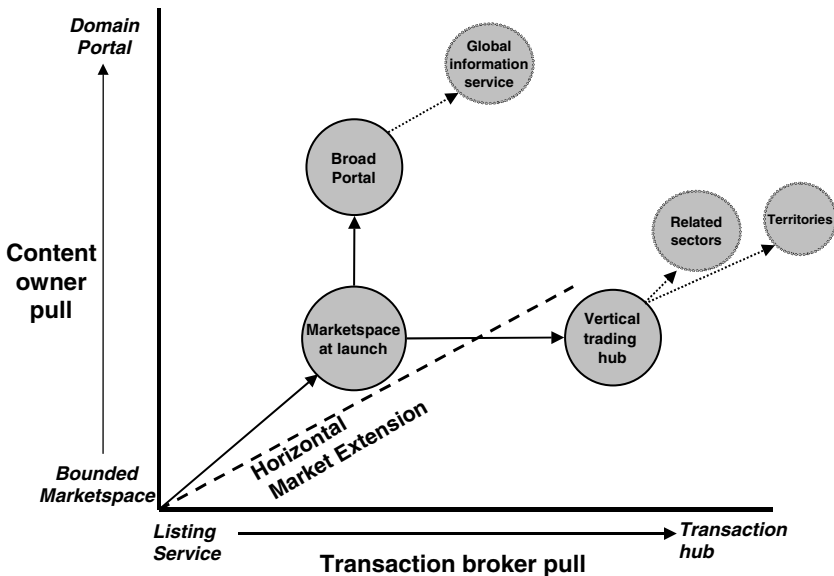 Domain
Portal
Global
information
service
Broad
Portal
Related
sectors
Territories
Content
owner
pull
Marketspace
at launch
Vertical
trading
hub
Horizontal
Market Extension
Bounded
Marketspace
Listing
Service
Transaction
hub
Transaction broker pull